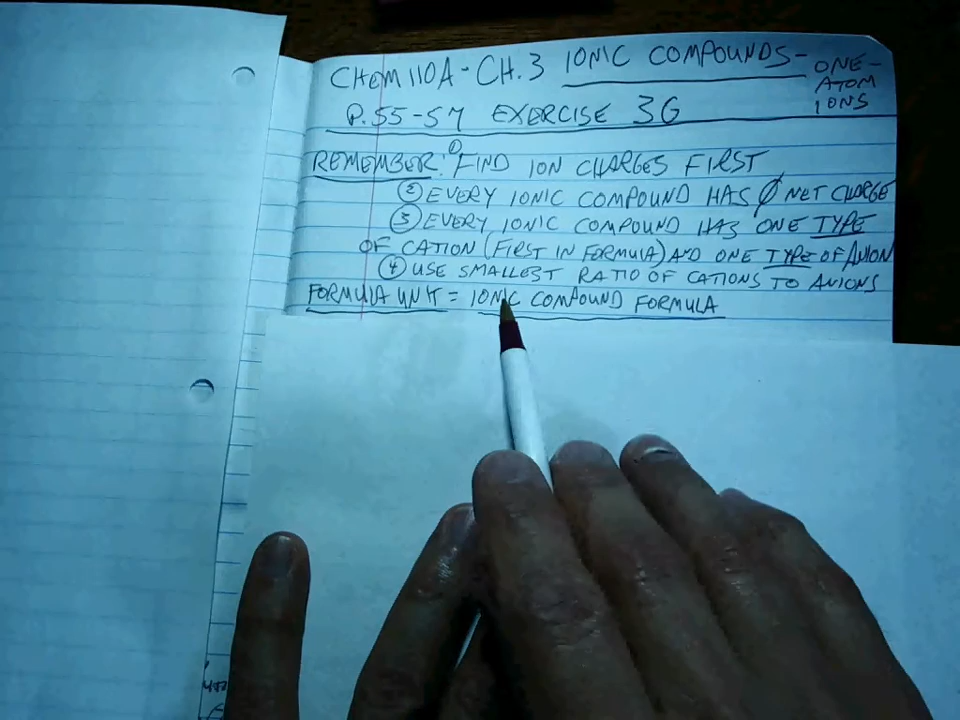 CHEM 110A - CH. 3 IONIC COMPOUNDS - ONE-
ATOM
IONS
P. 55-57 EXERCISE 3G
REMEMBER: ① FIND ION CHARGES FIRST
② EVERY IONIC COMPOUND HAS Ø NET CHARGE
③ EVERY IONIC COMPOUND HAS ONE TYPE
OF CATION (FIRST IN FORMULA) AND ONE TYPE OF ANION
④ USE SMALLEST RATIO OF CATIONS TO ANIONS
FORMULA UNIT = IONIC COMPOUND FORMULA